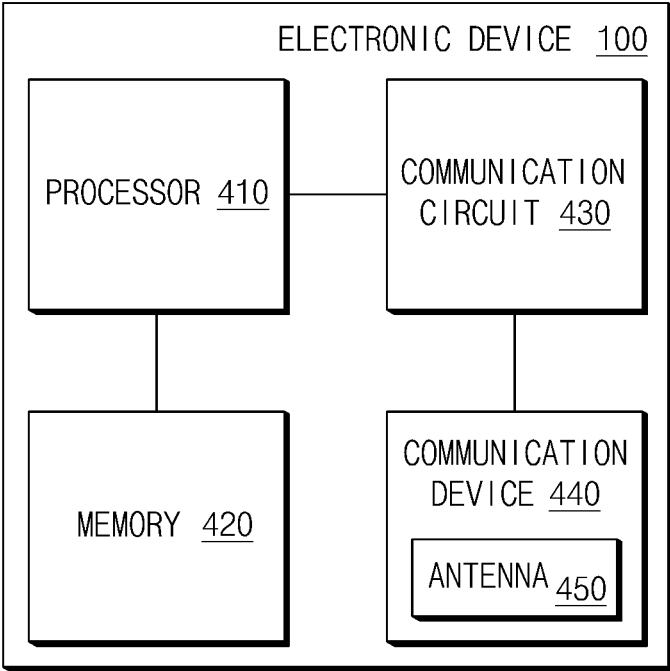 ELECTRONIC DEVICE 100
PROCESSOR 410
COMMUNICATION
CIRCUIT 430
MEMORY 420
COMMUNICATION
DEVICE 440
ANTENNA 450